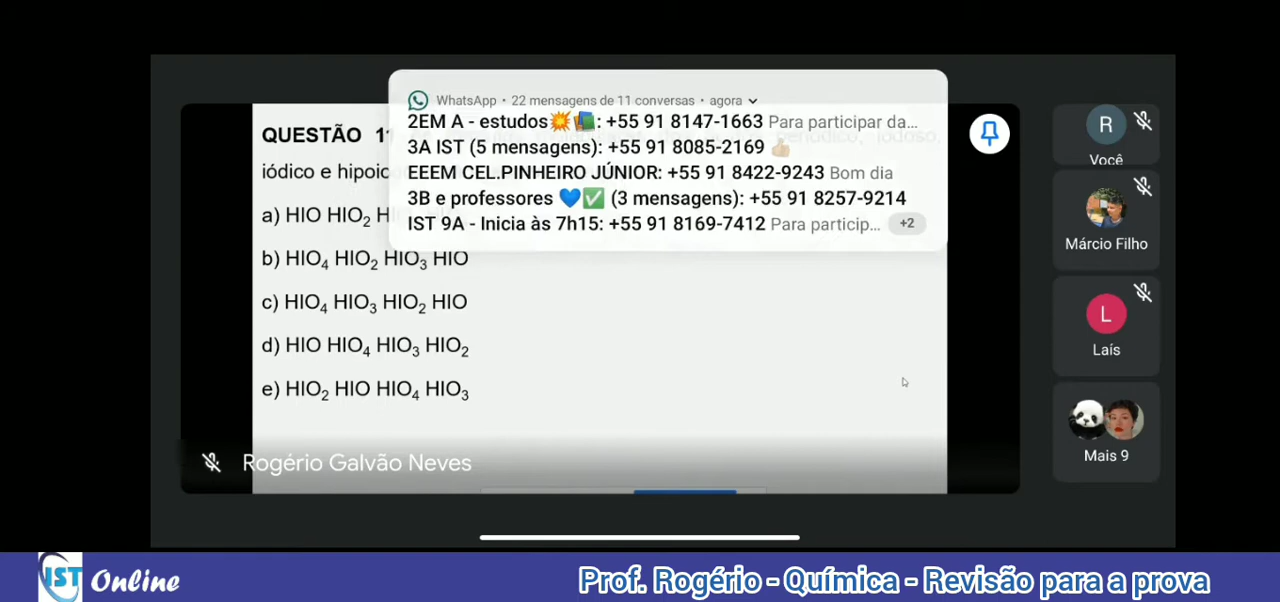 WhatsApp • 22 mensagens de 11 conversas • agora
2EM A - estudos💥📚: +55 91 8147-1663 Para participar da...
3A IST (5 mensagens): +55 91 8085-2169 👍🏼
EEEM CEL.PINHEIRO JÚNIOR: +55 91 8422-9243 Bom dia
3B e professores 💙✅ (3 mensagens): +55 91 8257-9214
IST 9A - Inicia às 7h15: +55 91 8169-7412 Para particip... +2
QUESTÃO 11 periódico, iodoso,
iódico e hipoio
a) HIO HIO₂
b) HIO₄ HIO₂ HIO₃ HIO
c) HIO₄ HIO₃ HIO₂ HIO
d) HIO HIO₄ HIO₃ HIO₂
e) HIO₂ HIO HIO₄ HIO₃
Rogério Galvão Neves
R
Você
Márcio Filho
L
Laís
Mais 9
IST Online
Prof. Rogério - Química - Revisão para a prova